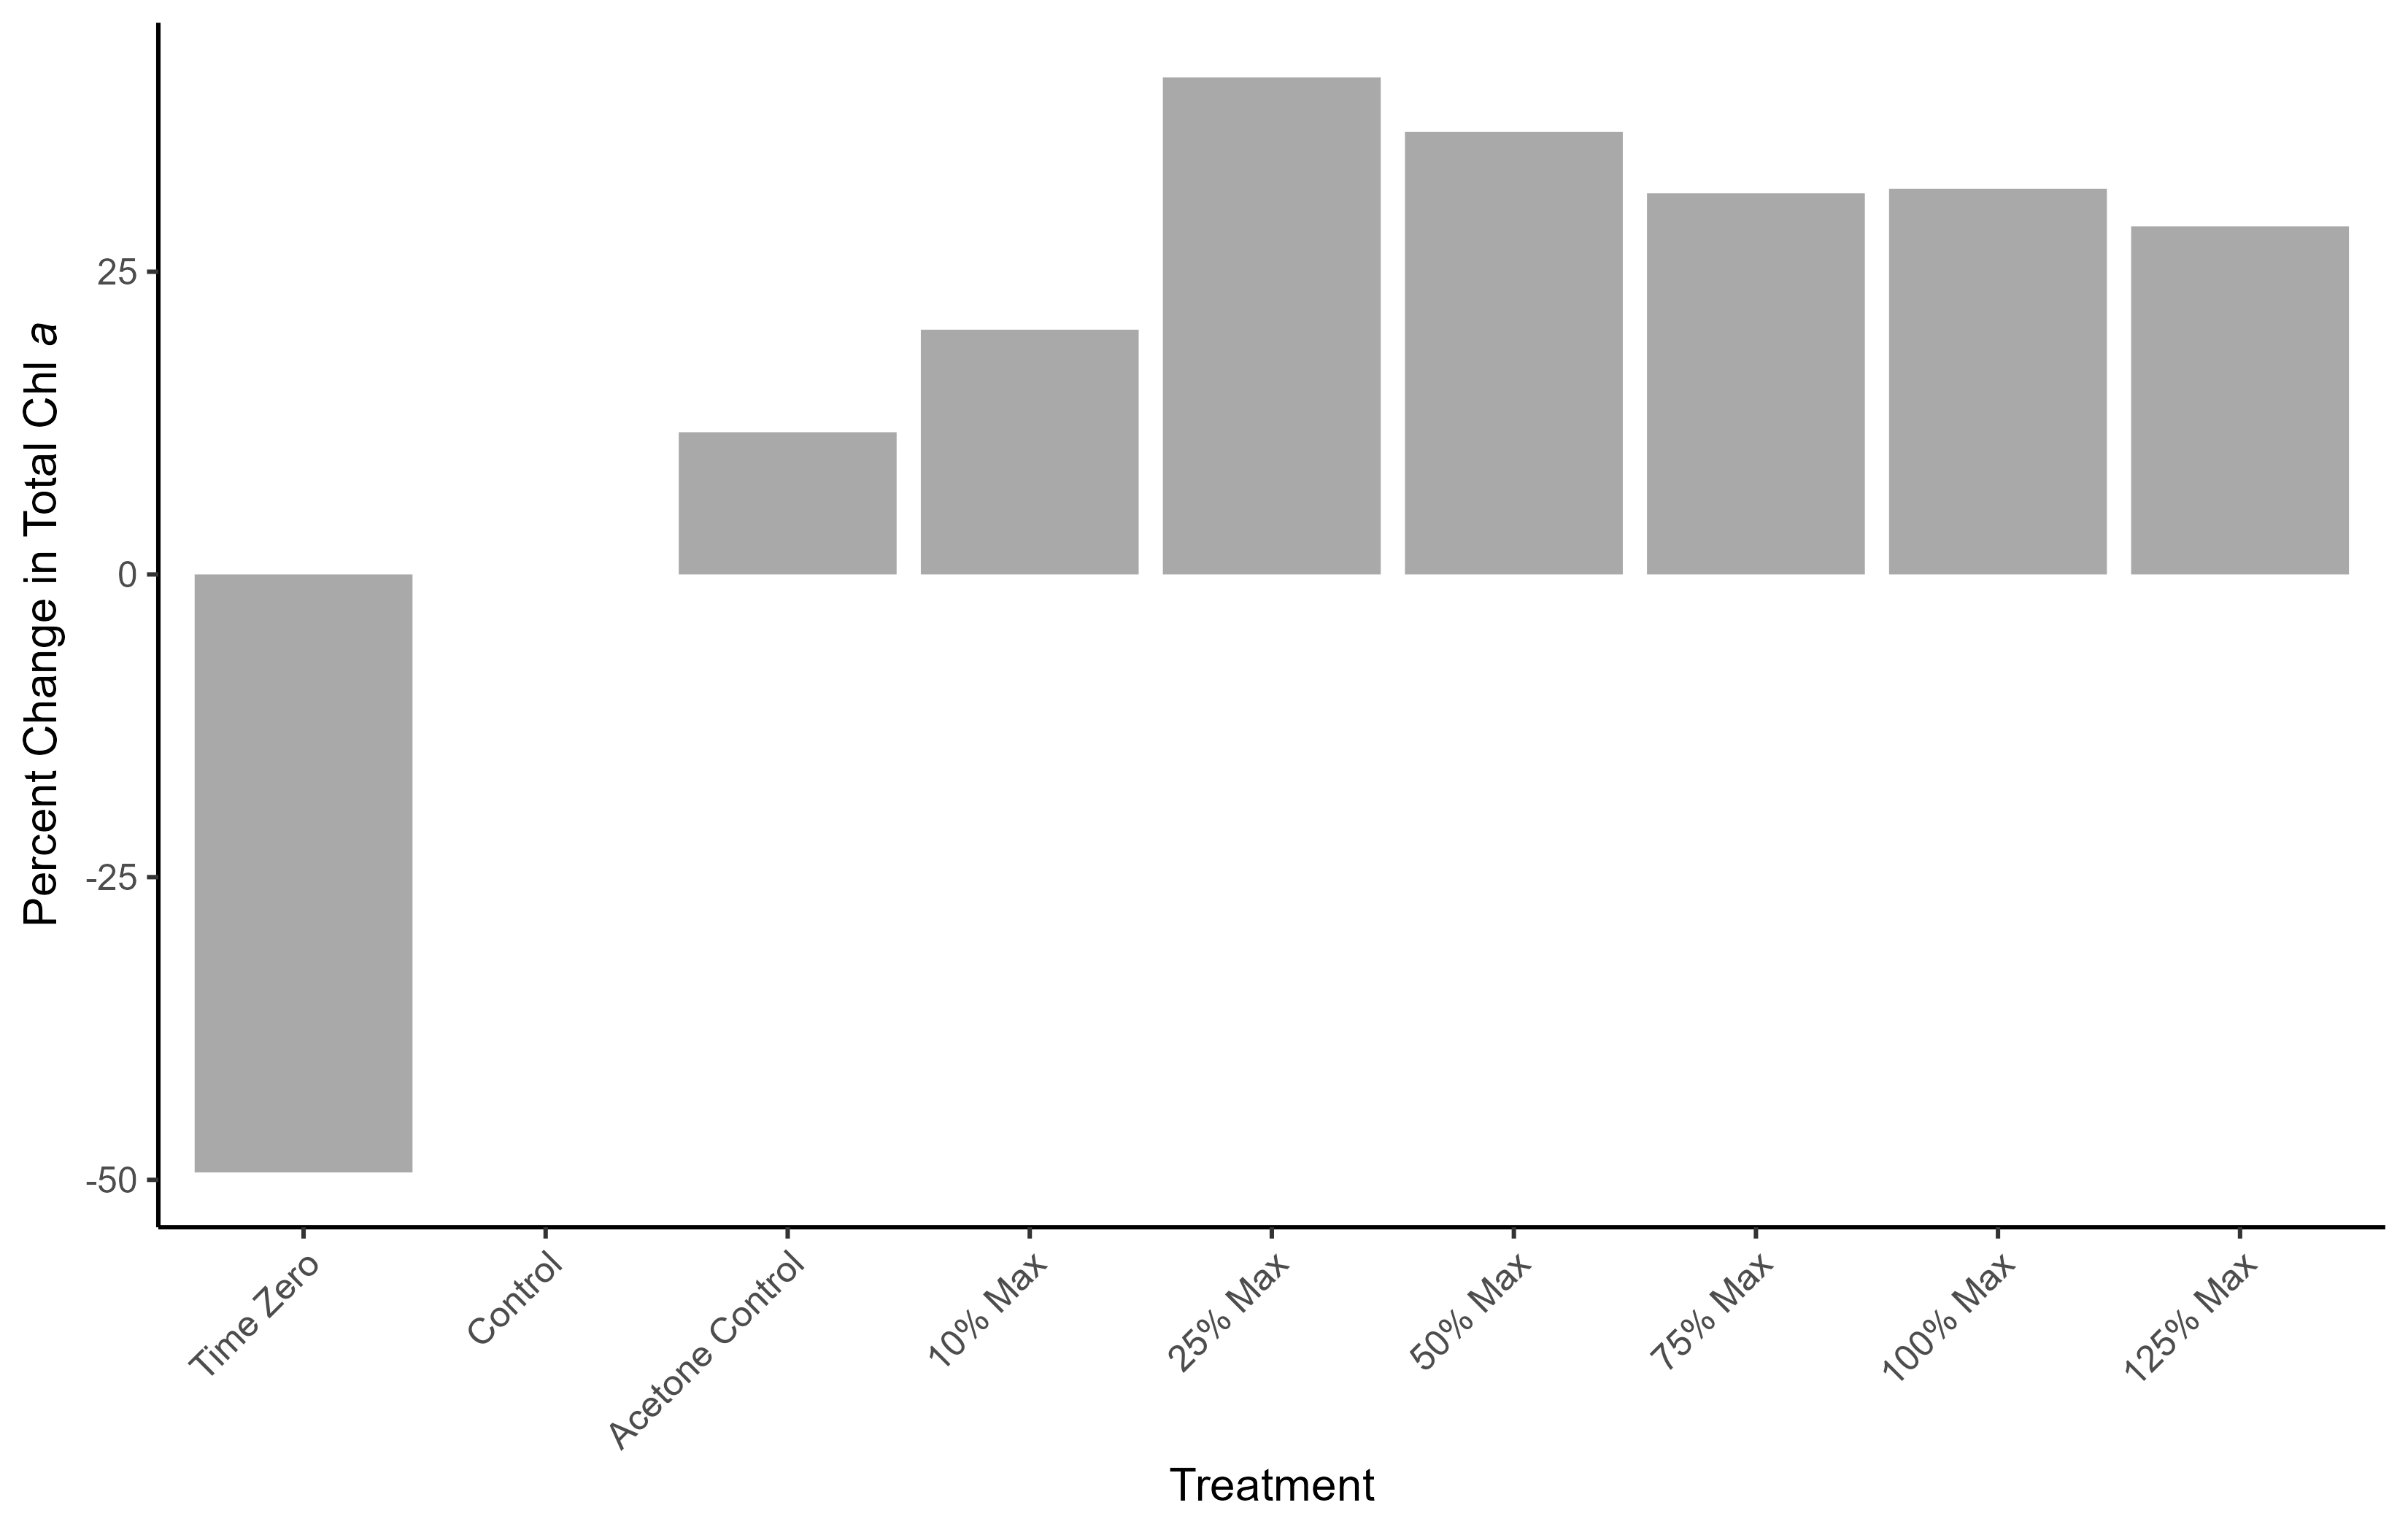 Percent Change in Total Chl a
25
0
-25
-50
Time Zero
Control
Acetone Control
10% Max
25% Max
50% Max
75% Max
100% Max
125% Max
Treatment